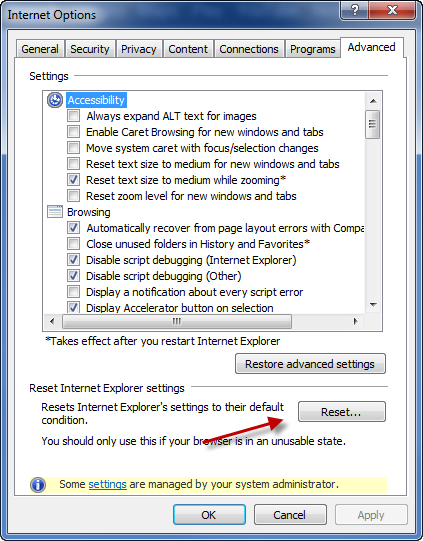 Internet Options
General Security Privacy Content Connections Programs Advanced
Settings
Accessibility
Always expand ALT text for images
Enable Caret Browsing for new windows and tabs
Move system caret with focus/selection changes
Reset text size to medium for new windows and tabs
Reset text size to medium while zooming*
Reset zoom level for new windows and tabs
Browsing
Automatically recover from page layout errors with Compa
Close unused folders in History and Favorites*
Disable script debugging (Internet Explorer)
Disable script debugging (Other)
Display a notification about every script error
Display Accelerator button on selection
*Takes effect after you restart Internet Explorer
Restore advanced settings
Reset Internet Explorer settings
Resets Internet Explorer's settings to their default
condition.
Reset...
You should only use this if your browser is in an unusable state.
Some settings are managed by your system administrator.
OK Cancel Apply